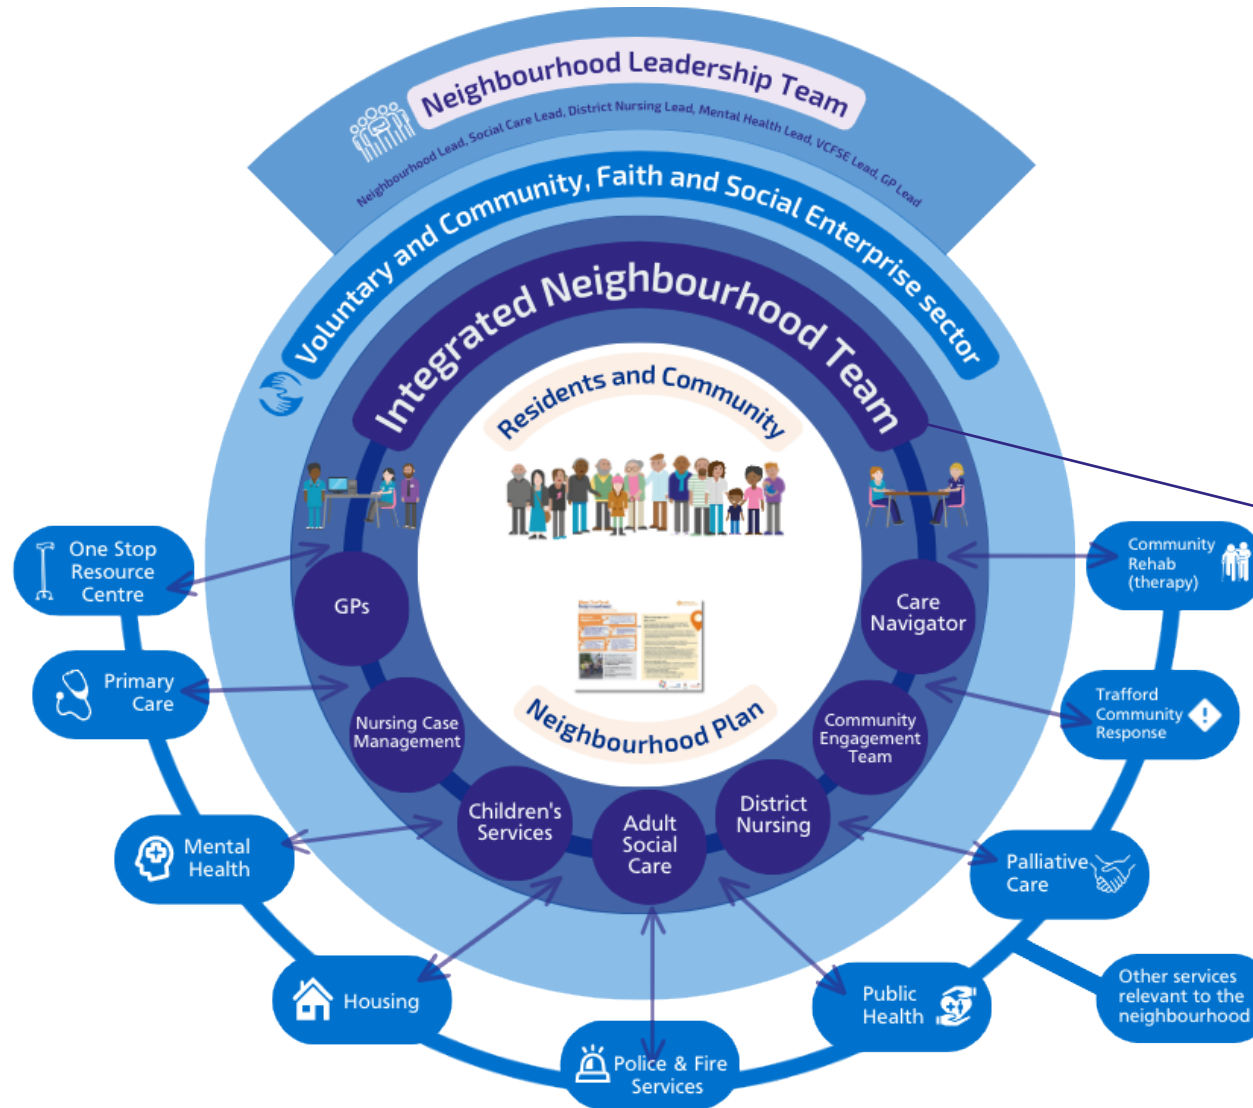 Neighbourhood Leadership Team
Neighbourhood Lead, Social Care Lead, District Nursing Lead, Mental Health Lead, VCFSE Lead, GP Lead
Voluntary and Community, Faith and Social Enterprise sector
Integrated Neighbourhood Team
Residents and Community
Neighbourhood Plan
GPs
Nursing Case
Management
Children's
Services
Adult
Social
Care
District
Nursing
Community
Engagement
Team
Care
Navigator
One Stop
Resource
Centre
Primary
Care
Mental
Health
Housing
Police & Fire
Services
Public
Health
Palliative
Care
Trafford
Community
Response
Community
Rehab
(therapy)
Other services
relevant to the
neighbourhood